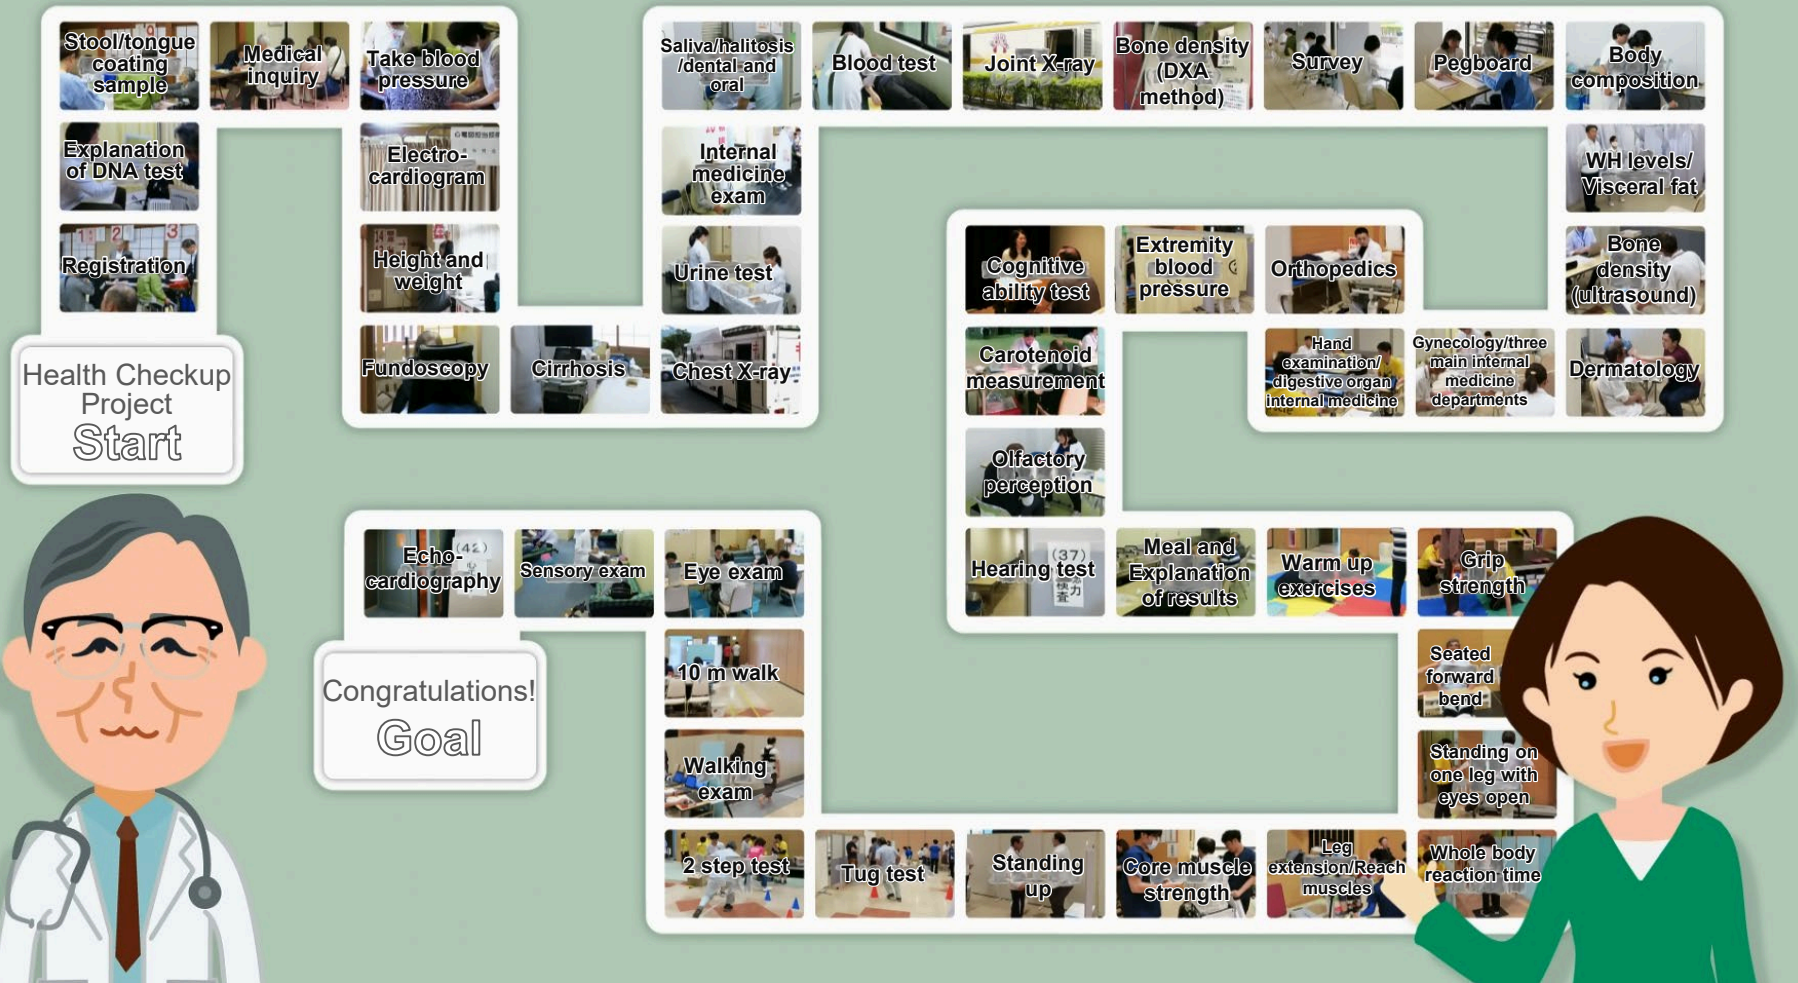 Health Checkup
Project
Start
Registration
Explanation
of DNA test
Stool/tongue
coating
sample
Medical
inquiry
Take blood
pressure
Electro-
cardiogram
Height and
weight
Fundoscopy
Cirrhosis
Chest X-ray
Urine test
Internal
medicine
exam
Saliva/halitosis
/dental and
oral
Blood test
Joint X-ray
Bone density
(DXA
method)
Survey
Pegboard
Body
composition
WH levels/
Visceral fat
Bone
density
(ultrasound)
Dermatology
Gynecology/three
main internal
medicine
departments
Hand
examination/
digestive organ
internal medicine
Orthopedics
Extremity
blood
pressure
Cognitive
ability test
Carotenoid
measurement
Olfactory
perception
Hearing test
(37)
Meal and
Explanation
of results
Warm up
exercises
Grip
strength
Seated
forward
bend
Standing on
one leg with
eyes open
Whole body
reaction time
Leg
extension/Reach
muscles
Core muscle
strength
Standing
up
Tug test
2 step test
Walking
exam
10 m walk
Eye exam
Sensory exam
Echo-
cardiography
(42)
Congratulations!
Goal
1
2
3